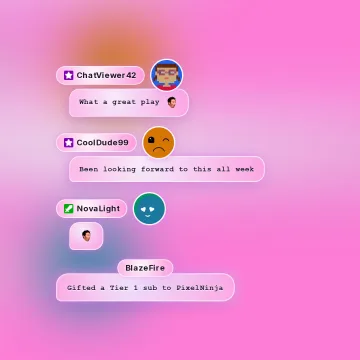 ChatViewer42
What a great play
CoolDude99
Been looking forward to this all week
NovaLight
BlazeFire
Gifted a Tier 1 sub to PixelNinja